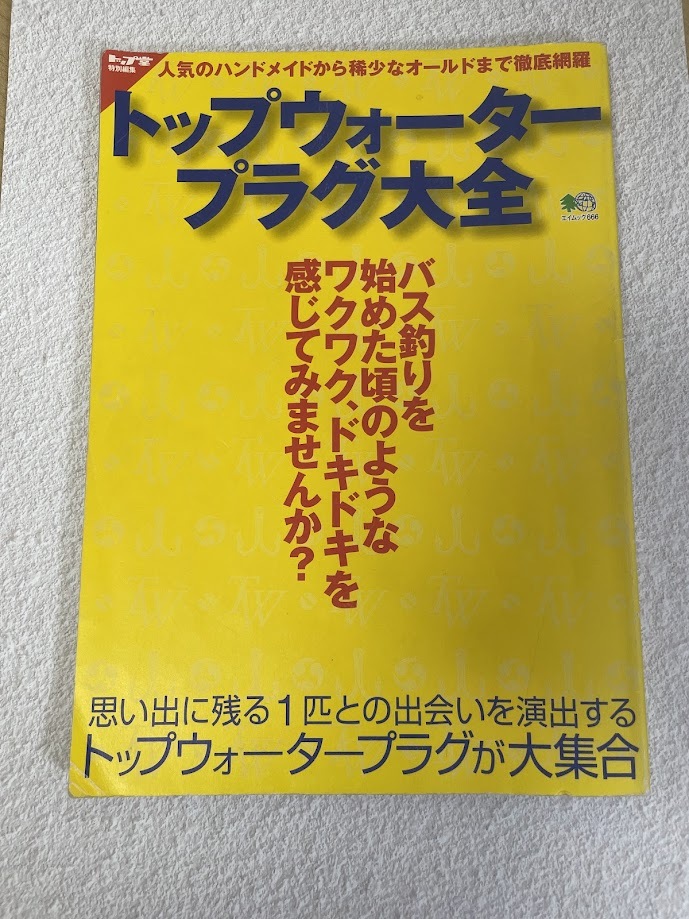 トップ堂
特別編集
人気のハンドメイドから稀少なオールドまで徹底網羅
トップウォーター
プラグ大全
エイムック666
バス釣りを
始めた頃のような
ワクワク、ドキドキを
感じてみませんか?
思い出に残る1匹との出会いを演出する
トップウォータープラグが大集合